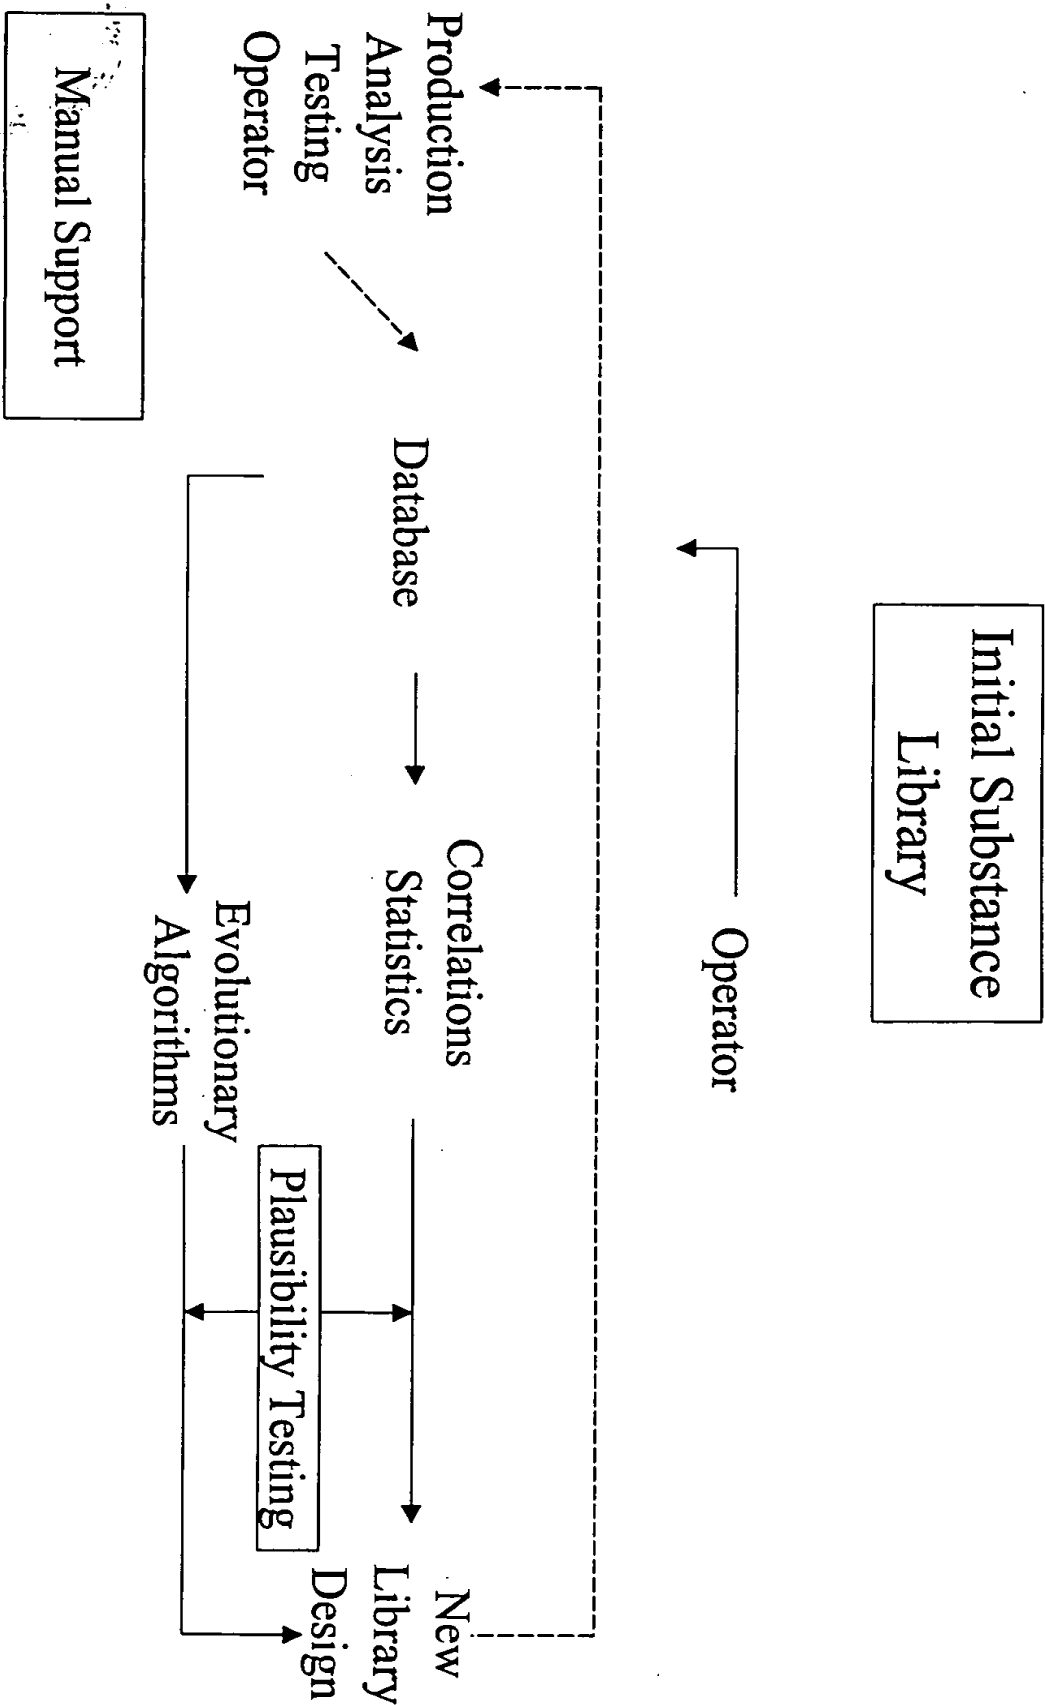 Initial Substance
Library
Operator
Production
Analysis
Testing
Operator
Database
Correlations
Statistics
New
Library
Design
Plausibility Testing
Evolutionary
Algorithms
Manual Support